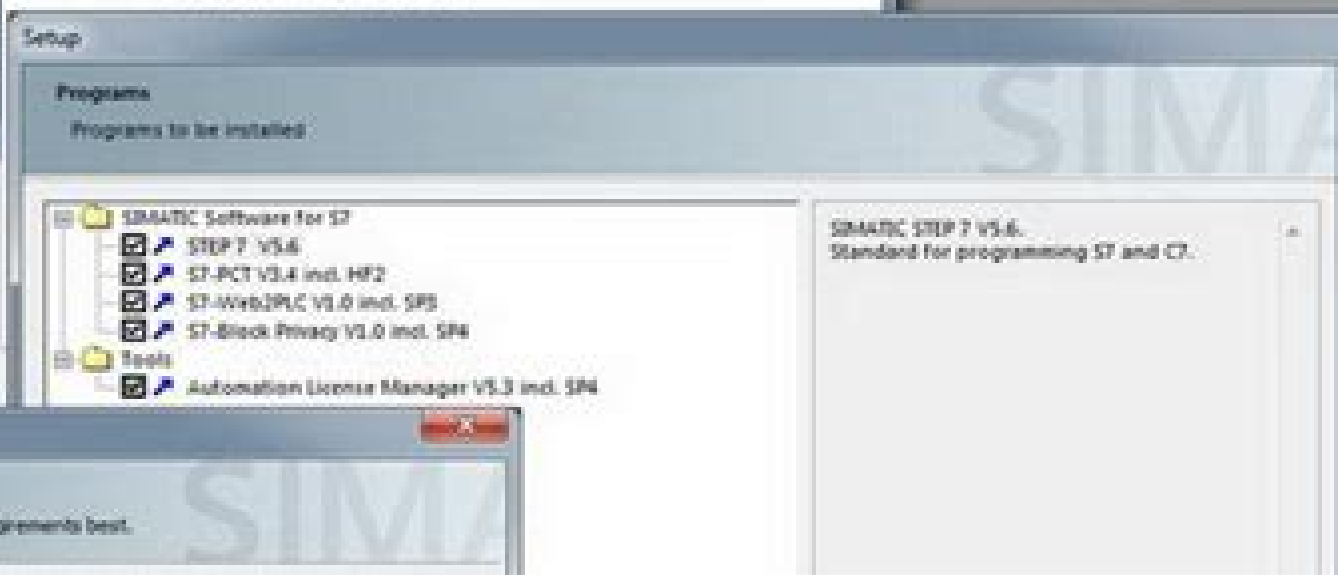 Setup
Programs
Programs to be installed
SIMATIC Software for S7
STEP 7 V5.6
S7-PCT V3.4 incl. HF2
S7-Web2PLC V1.0 incl. SP3
S7-Block Privacy V1.0 incl. SP4
Tools
Automation License Manager V5.3 incl. SP4
SIMATIC STEP 7 V5.6.
Standard for programming S7 and C7.
SIMA
SIMA
best.